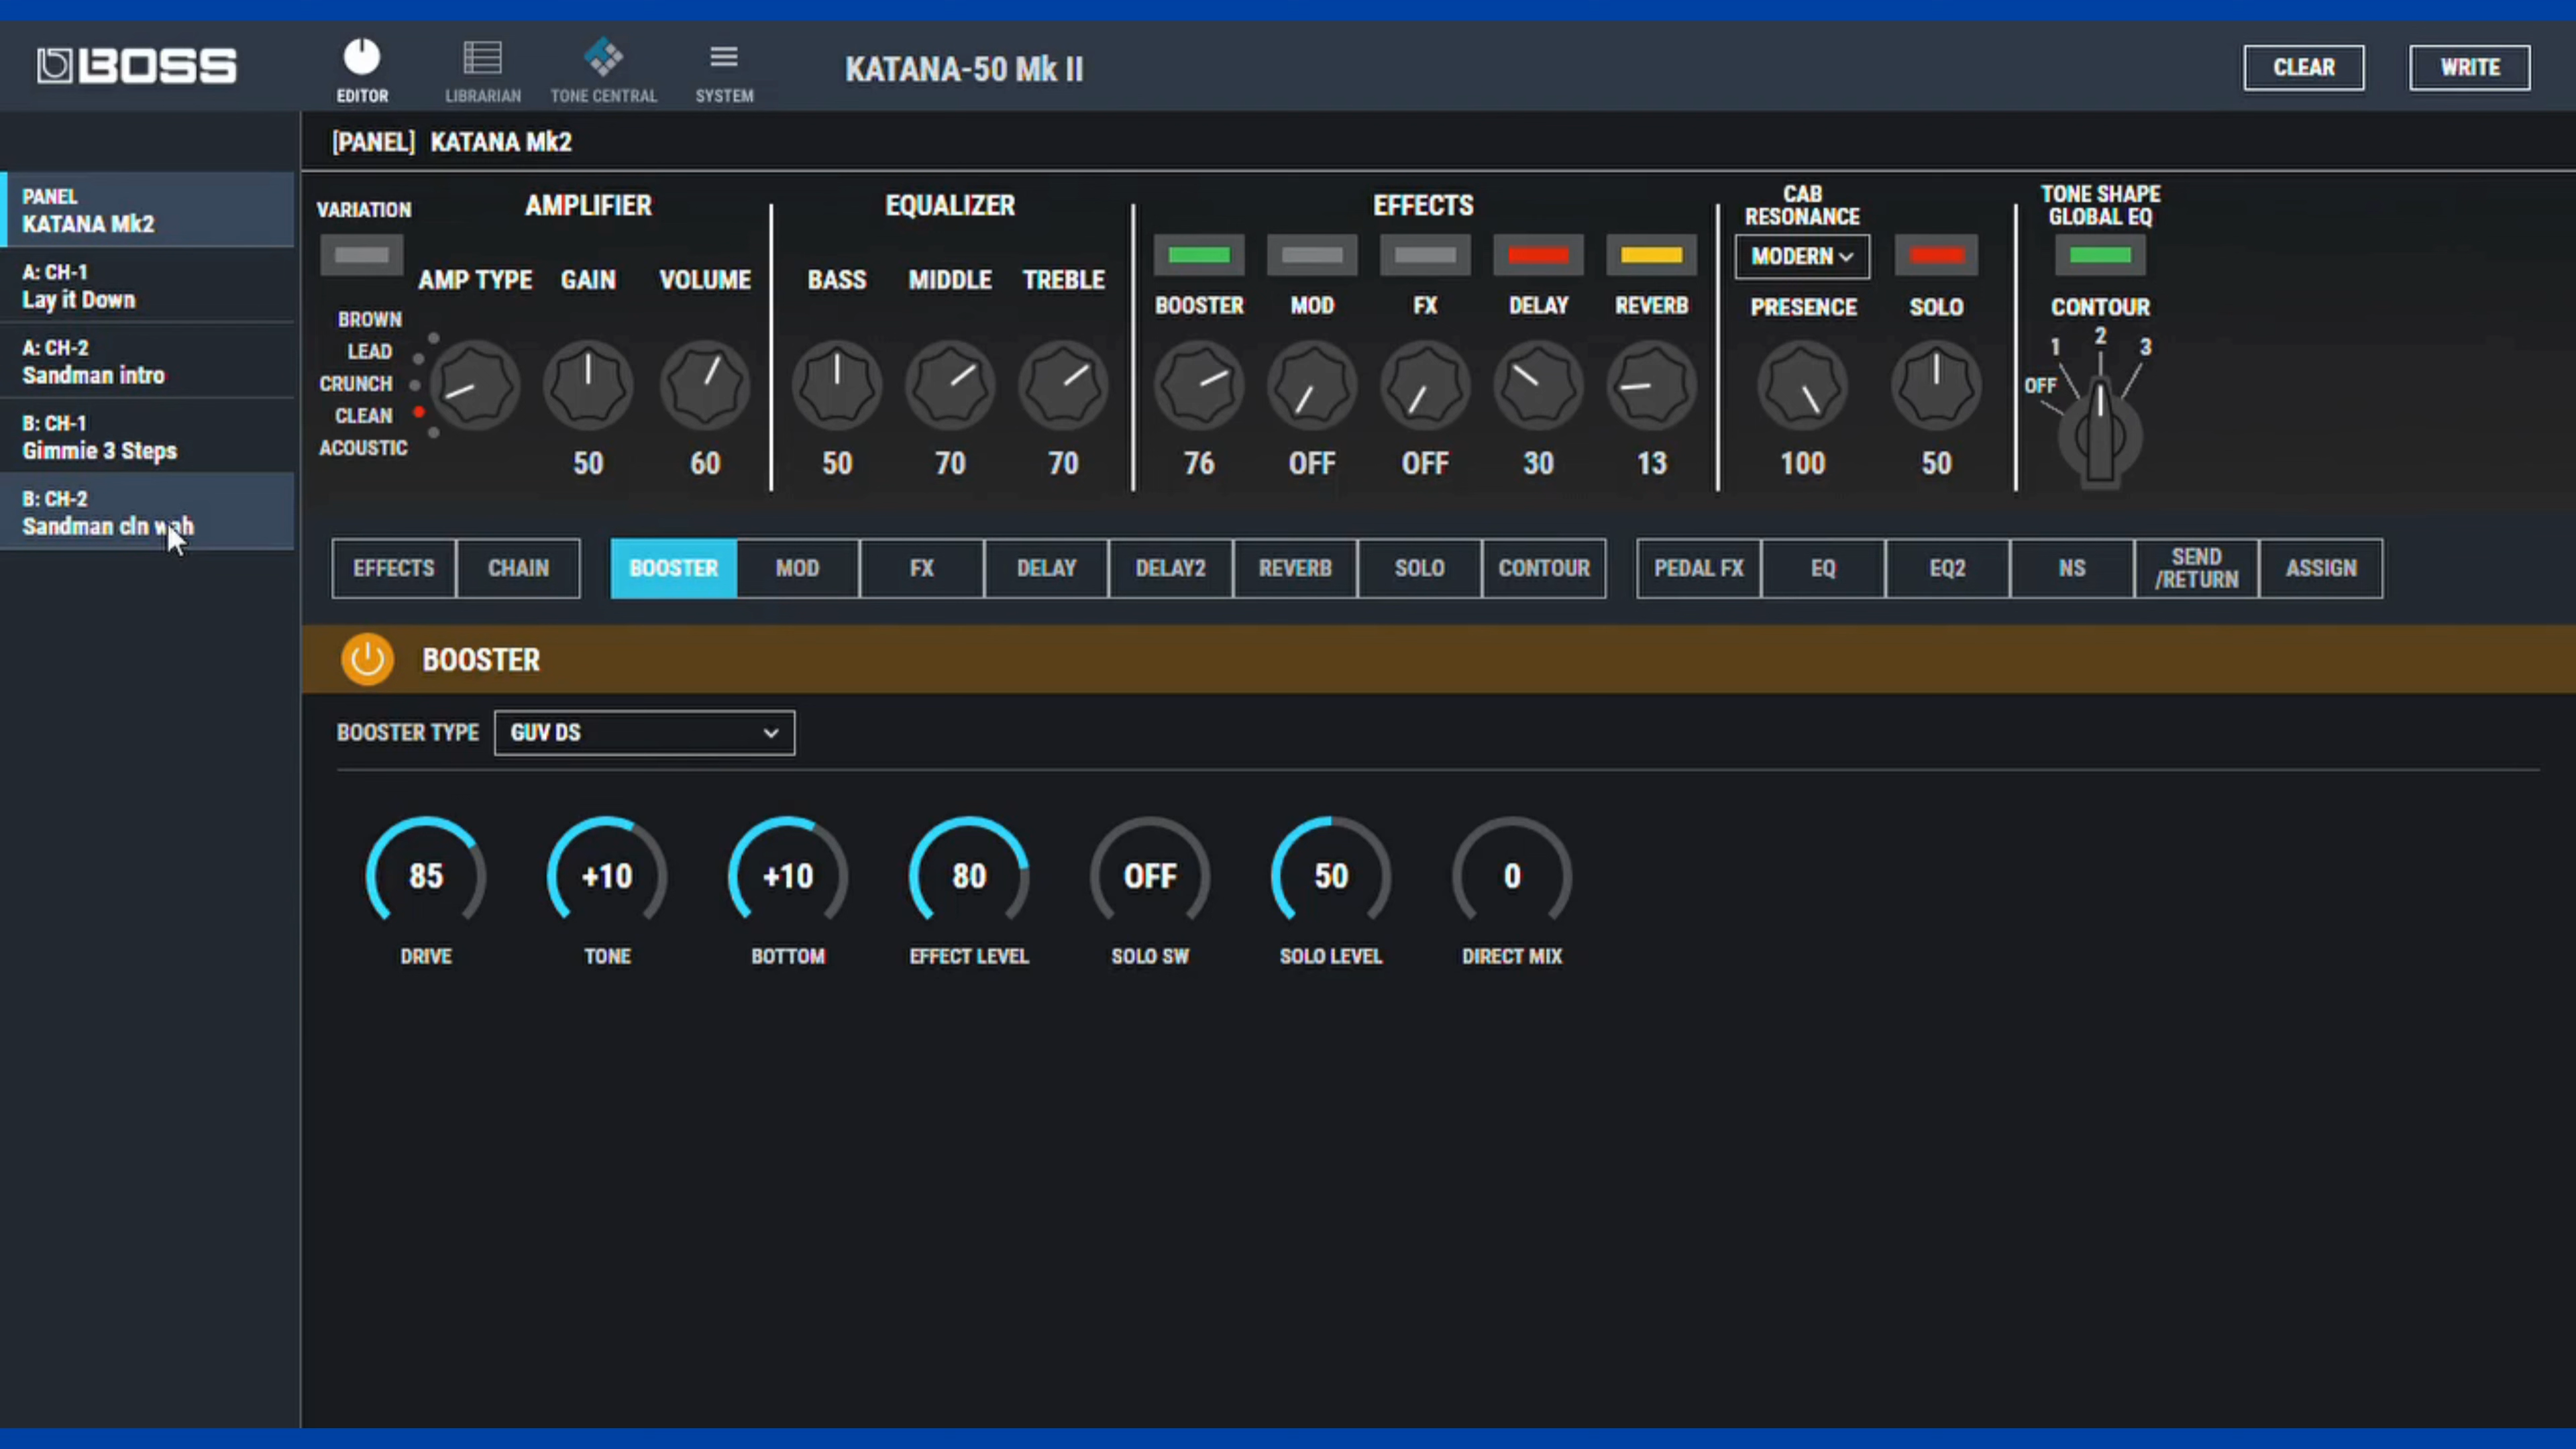 BOSS
EDITOR
LIBRARIAN
TONE CENTRAL
SYSTEM
KATANA-50 Mk II
CLEAR
WRITE
[PANEL] KATANA Mk2
PANEL
KATANA Mk2
A: CH-1
Lay it Down
A: CH-2
Sandman intro
B: CH-1
Gimmie 3 Steps
B: CH-2
Sandman cln wah
VARIATION
AMPLIFIER
AMP TYPE
GAIN
VOLUME
BROWN
LEAD
CRUNCH
CLEAN
ACOUSTIC
50
60
EQUALIZER
BASS
MIDDLE
TREBLE
50
70
70
EFFECTS
BOOSTER
MOD
FX
DELAY
REVERB
76
OFF
OFF
30
13
CAB
RESONANCE
MODERN
PRESENCE
SOLO
100
50
TONE SHAPE
GLOBAL EQ
CONTOUR
OFF
1
2
3
EFFECTS
CHAIN
BOOSTER
MOD
FX
DELAY
DELAY2
REVERB
SOLO
CONTOUR
PEDAL FX
EQ
EQ2
NS
SEND
/RETURN
ASSIGN
BOOSTER
BOOSTER TYPE
GUV DS
85
+10
+10
80
OFF
50
0
DRIVE
TONE
BOTTOM
EFFECT LEVEL
SOLO SW
SOLO LEVEL
DIRECT MIX